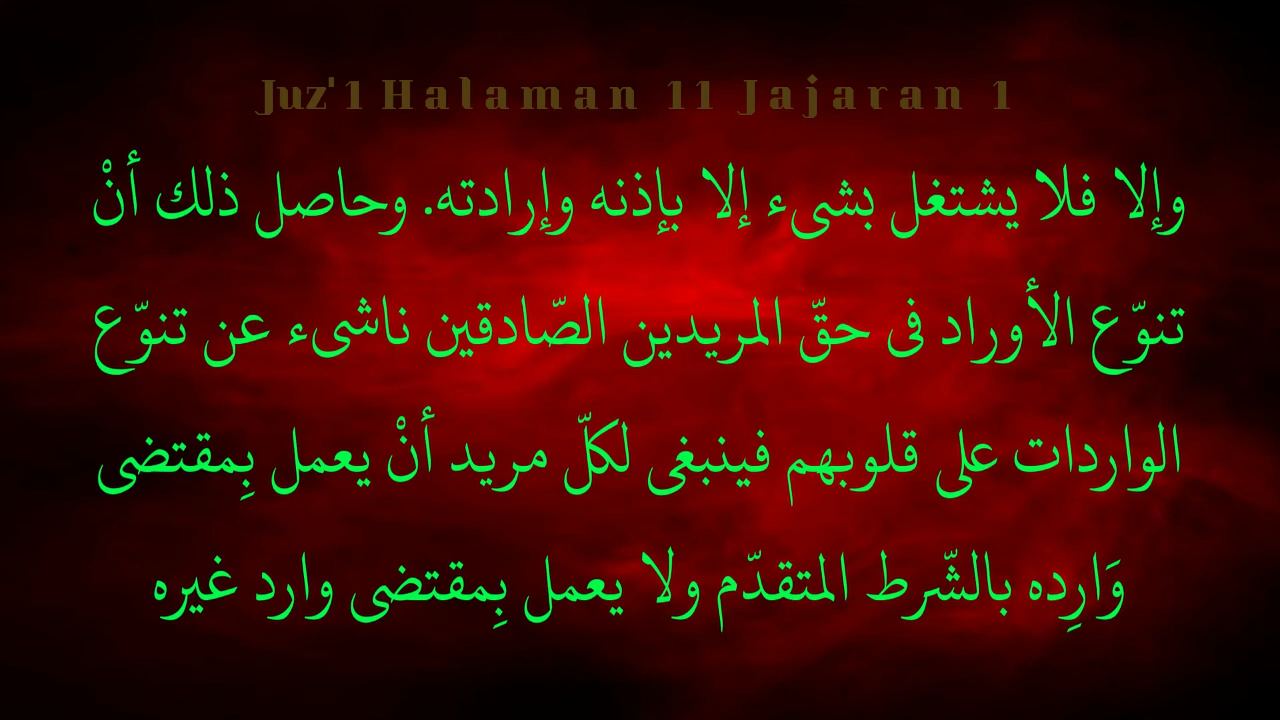 Juz'1 Halaman 11 Jajaran 1
وإلا فلا يشتغل بشىء إلا بإذنه وإرادته. وحاصل ذلك أنْ
تنوّع الأوراد فى حقّ المريدين الصّادقين ناشىء عن تنوّع
الواردات على قلوبهم فينبغى لكلّ مريد أنْ يعمل بِمقتضى
وَارِده بالشّرط المتقدّم ولا يعمل بِمقتضى وارد غيره